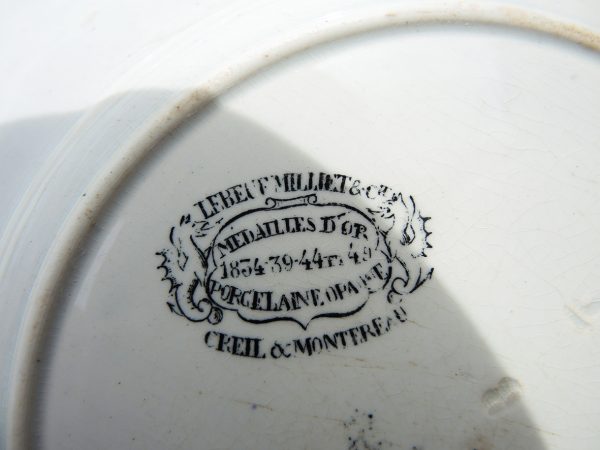 LEBEUF MILLIET & Cie
MEDAILLES D'OR
1834-39-44 ET 49
PORCELAINE OPAQUE
CREIL & MONTEREAU